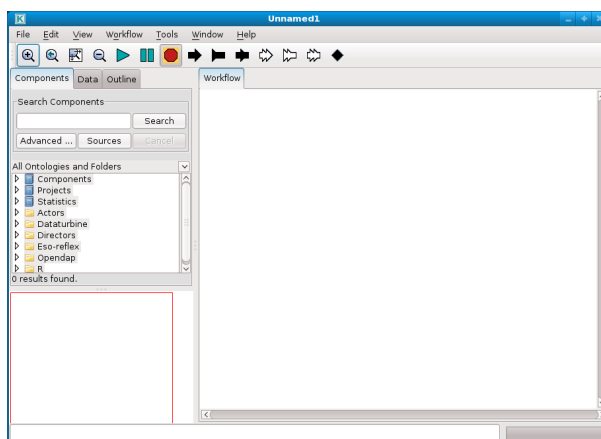 Unnamed1
File Edit View Workflow Tools Window Help
Components Data Outline
Workflow
Search Components
Search
Advanced ... Sources Cancel
All Ontologies and Folders
Components
Projects
Statistics
Actors
Dataturbine
Directors
Eso-reflex
Opendap
R
0 results found.